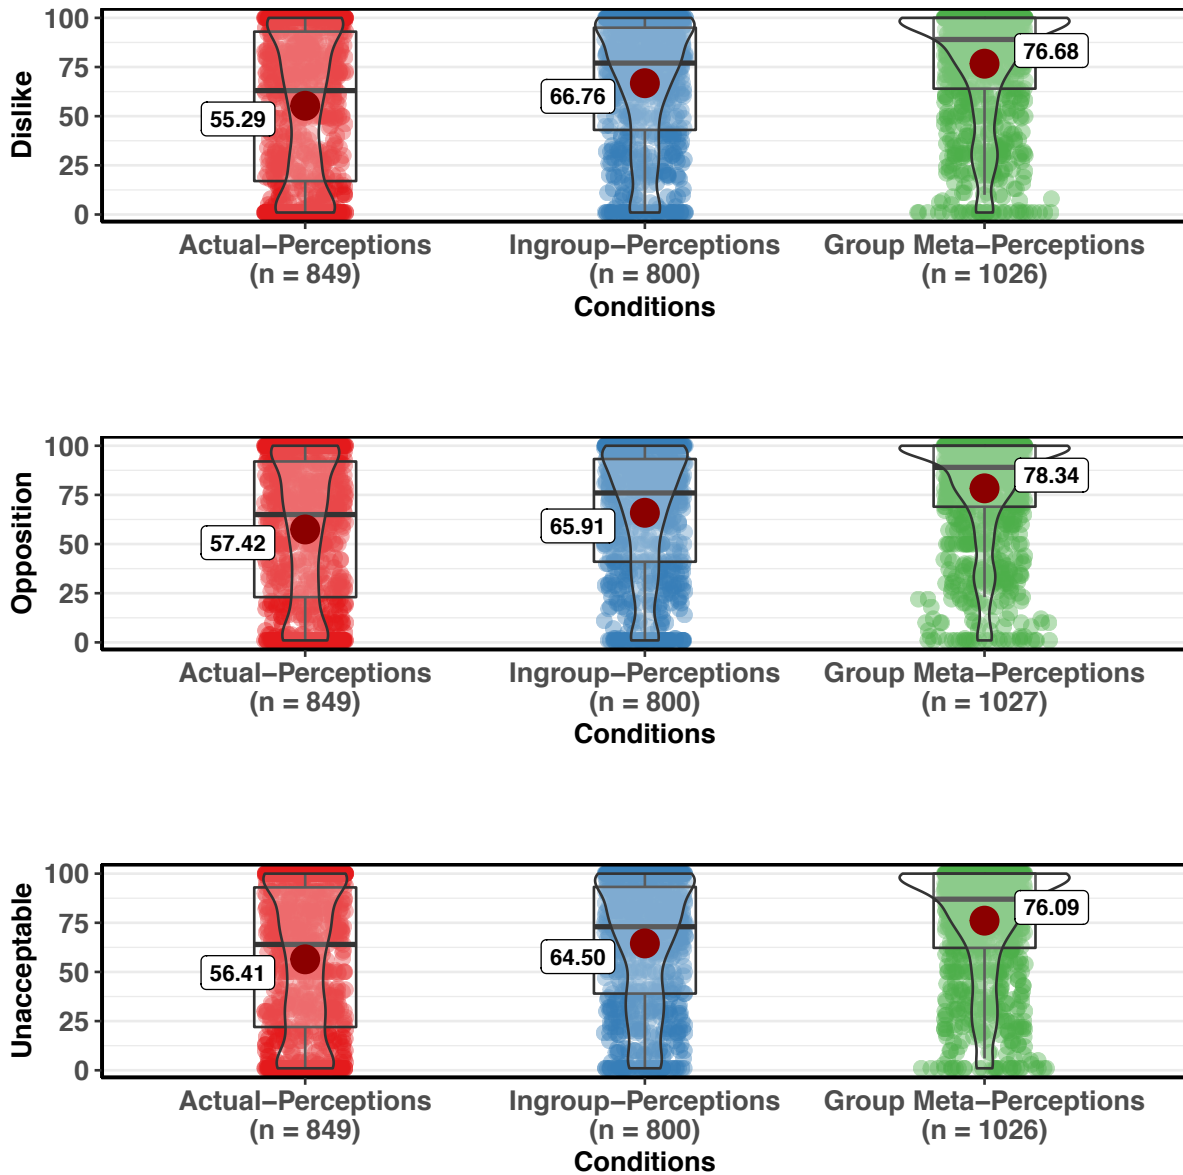 Dislike
100
75
50
25
0
55.29
66.76
76.68
Actual–Perceptions
(n = 849)
Ingroup–Perceptions
(n = 800)
Group Meta–Perceptions
(n = 1026)
Conditions
Opposition
100
75
50
25
0
57.42
65.91
78.34
Actual–Perceptions
(n = 849)
Ingroup–Perceptions
(n = 800)
Group Meta–Perceptions
(n = 1027)
Conditions
Unacceptable
100
75
50
25
0
56.41
64.50
76.09
Actual–Perceptions
(n = 849)
Ingroup–Perceptions
(n = 800)
Group Meta–Perceptions
(n = 1026)
Conditions